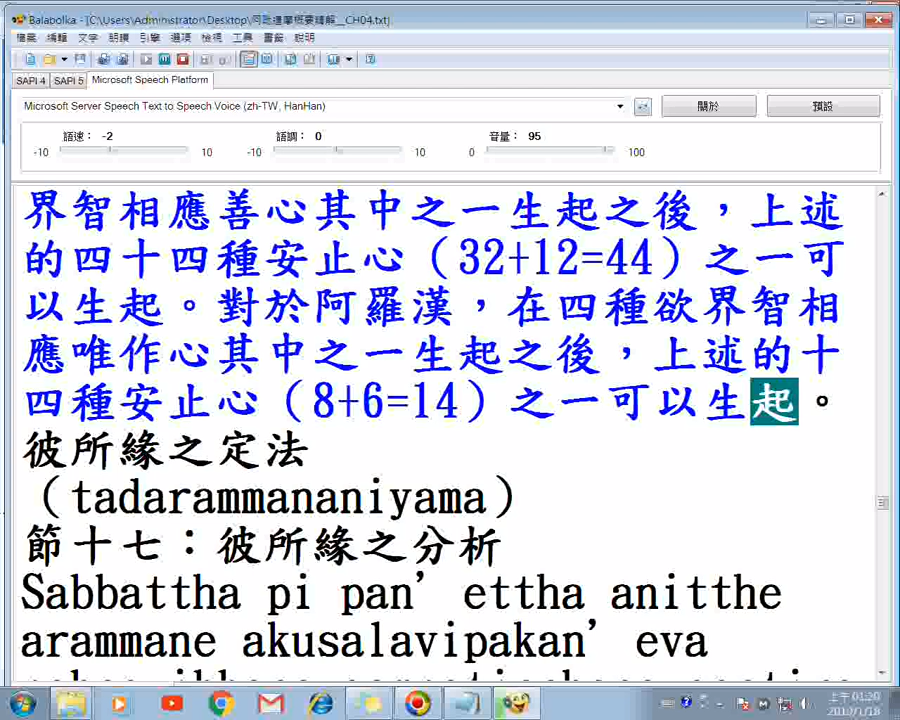 Balabolka - [C:\Users\Administrator\Desktop\阿毗達摩概要精解__CH04.txt]
檔案 編輯 文字 朗讀 引擎 選項 檢視 工具 書籤 說明
SAPI 4 SAPI 5 Microsoft Speech Platform
Microsoft Server Speech Text to Speech Voice (zh-TW, HanHan) 關於 預設
語速： -2 語調： 0 音量： 95
-10 10 -10 10 0 100
界智相應善心其中之一生起之後，上述
的四十四種安止心（32+12=44）之一可
以生起。對於阿羅漢，在四種欲界智相
應唯作心其中之一生起之後，上述的十
四種安止心（8+6=14）之一可以生起。
彼所緣之定法
（tadarammananiyama）
節十七：彼所緣之分析
Sabbattha pi pan’ ettha anitthe
arammane akusalavipakan’ eva
上午 01:20